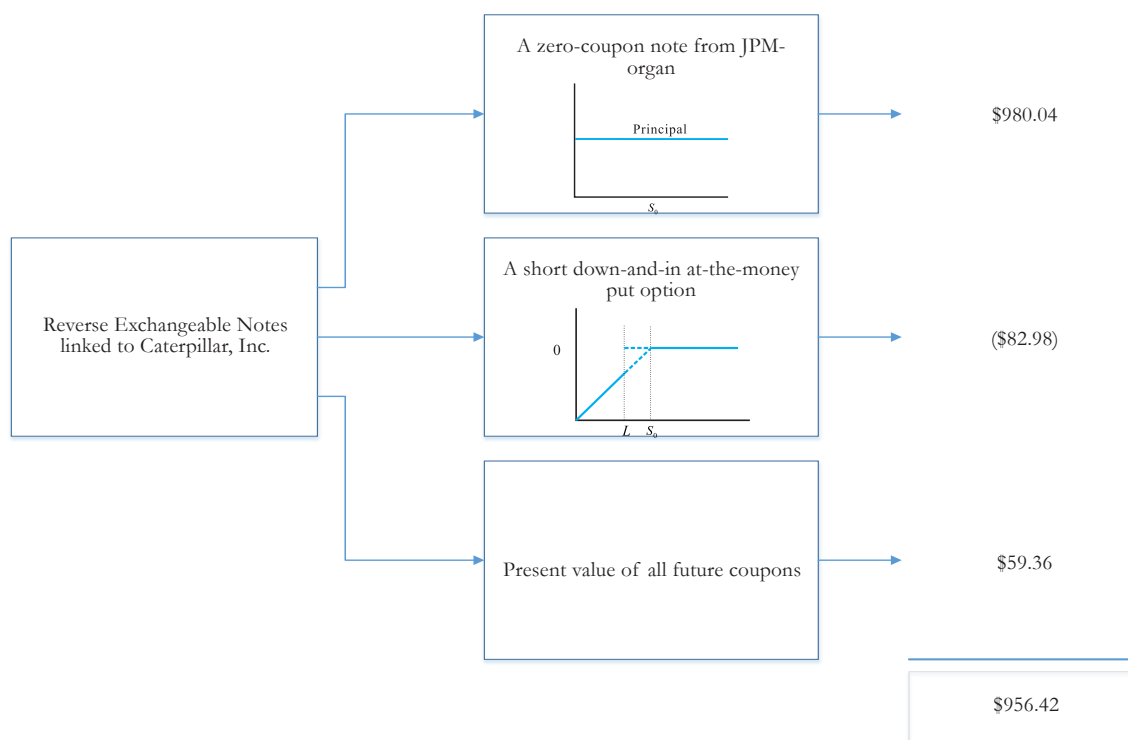 A zero-coupon note from JPM-
organ
Principal
S₀
$980.04
Reverse Exchangeable Notes
linked to Caterpillar, Inc.
A short down-and-in at-the-money
put option
0
L S₀
($82.98)
Present value of all future coupons
$59.36
$956.42